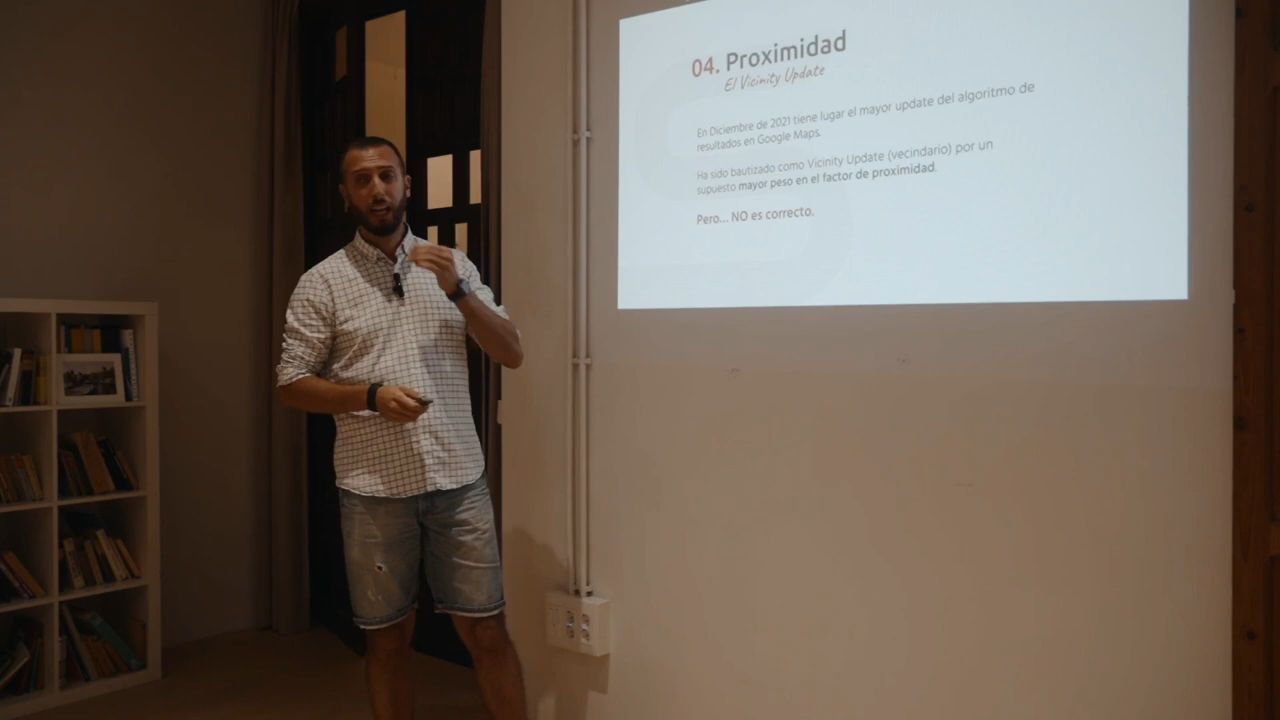 04. Proximidad
El Vicinity Update
En Diciembre de 2021 tiene lugar el mayor update del algoritmo de
resultados en Google Maps.
Ha sido bautizado como Vicinity Update (vecindario) por un
supuesto mayor peso en el factor de proximidad.
Pero... NO es correcto.